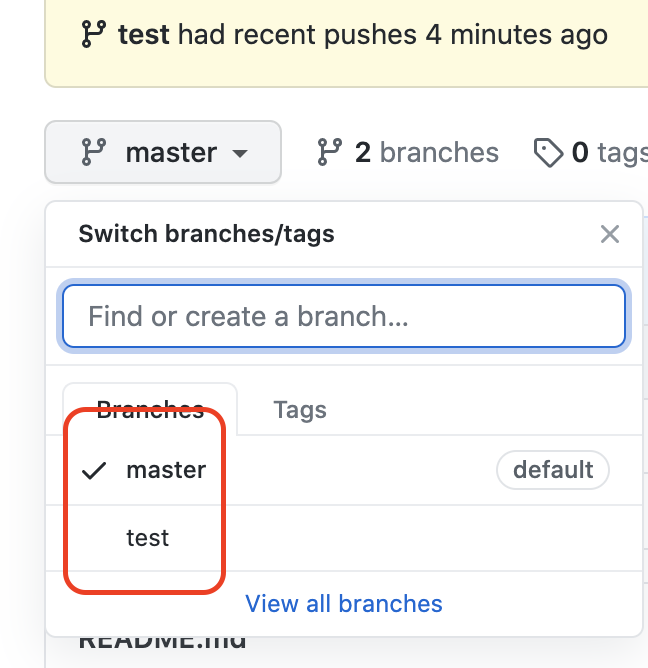 test had recent pushes 4 minutes ago
master 2 branches 0 tags
Switch branches/tags
Find or create a branch...
Branches Tags
master default
test
View all branches
README.md